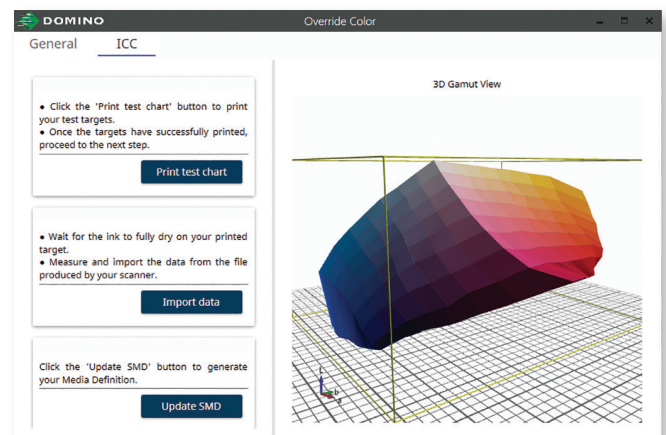 DOMINO
Override Color
General
ICC
• Click the 'Print test chart' button to print
your test targets.
• Once the targets have successfully printed,
proceed to the next step.
Print test chart
• Wait for the ink to fully dry on your printed
target.
• Measure and import the data from the file
produced by your scanner.
Import data
Click the 'Update SMD' button to generate
your Media Definition.
Update SMD
3D Gamut View
L
b
a